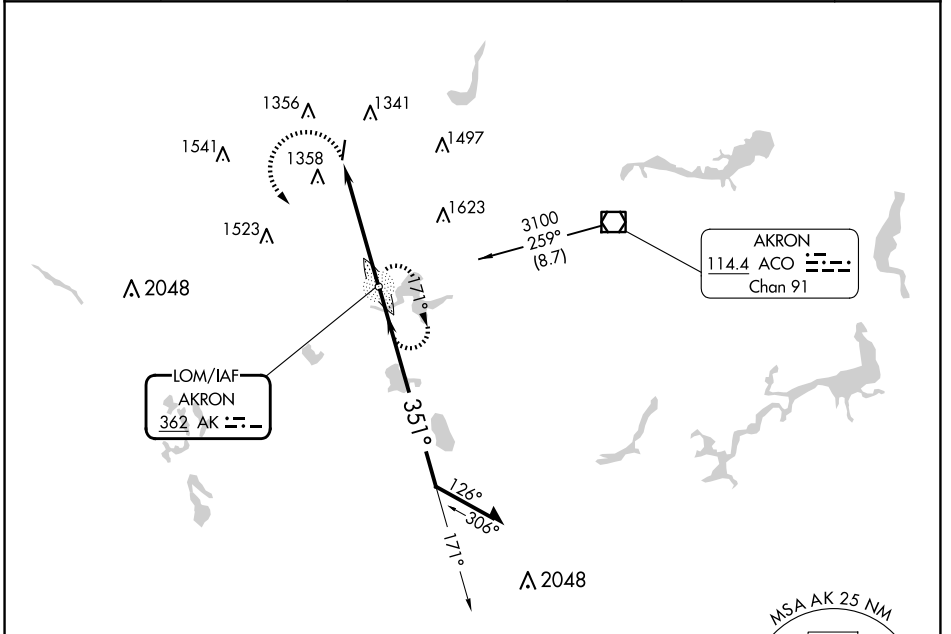 1356
1341
1541
1358
1497
1523
1623
3100
259°
(8.7)
AKRON
114.4 ACO
Chan 91
2048
171°
LOM/IAF
AKRON
362 AK
351°
126°
306°
171°
2048
MSA AK 25 NM